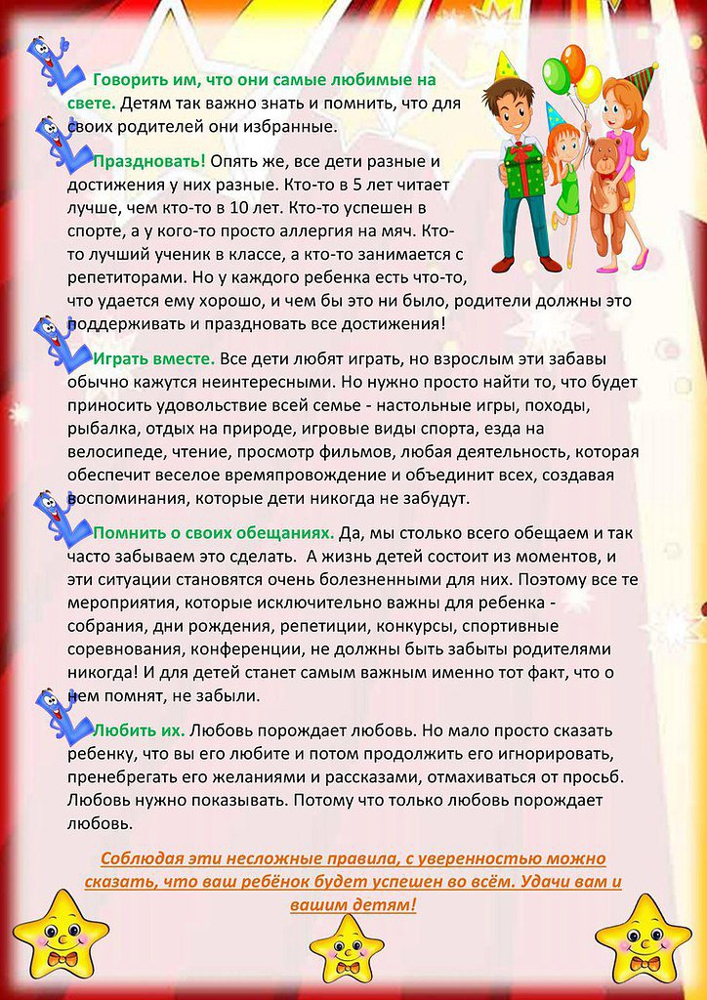 Говорить им, что они самые любимые на
свете. Детям так важно знать и помнить, что для
своих родителей они избранные.
Праздновать! Опять же, все дети разные и
достижения у них разные. Кто-то в 5 лет читает
лучше, чем кто-то в 10 лет. Кто-то успешен в
спорте, а у кого-то просто аллергия на мяч. Кто-
то лучший ученик в классе, а кто-то занимается с
репетиторами. Но у каждого ребенка есть что-то,
что удается ему хорошо, и чем бы это ни было, родители должны это
поддерживать и праздновать все достижения!
Играть вместе. Все дети любят играть, но взрослым эти забавы
обычно кажутся неинтересными. Но нужно просто найти то, что будет
приносить удовольствие всей семье - настольные игры, походы,
рыбалка, отдых на природе, игровые виды спорта, езда на
велосипеде, чтение, просмотр фильмов, любая деятельность, которая
обеспечит веселое времяпровождение и объединит всех, создавая
воспоминания, которые дети никогда не забудут.
Помнить о своих обещаниях. Да, мы столько всего обещаем и так
часто забываем это сделать.  А жизнь детей состоит из моментов, и
эти ситуации становятся очень болезненными для них. Поэтому все те
мероприятия, которые исключительно важны для ребенка -
собрания, дни рождения, репетиции, конкурсы, спортивные
соревнования, конференции, не должны быть забыты родителями
никогда! И для детей станет самым важным именно тот факт, что о
нем помнят, не забыли.
Любить их. Любовь порождает любовь. Но мало просто сказать
ребенку, что вы его любите и потом продолжить его игнорировать,
пренебрегать его желаниями и рассказами, отмахиваться от просьб.
Любовь нужно показывать. Потому что только любовь порождает
любовь.
Соблюдая эти несложные правила, с уверенностью можно
сказать, что ваш ребёнок будет успешен во всём. Удачи вам и
вашим детям!